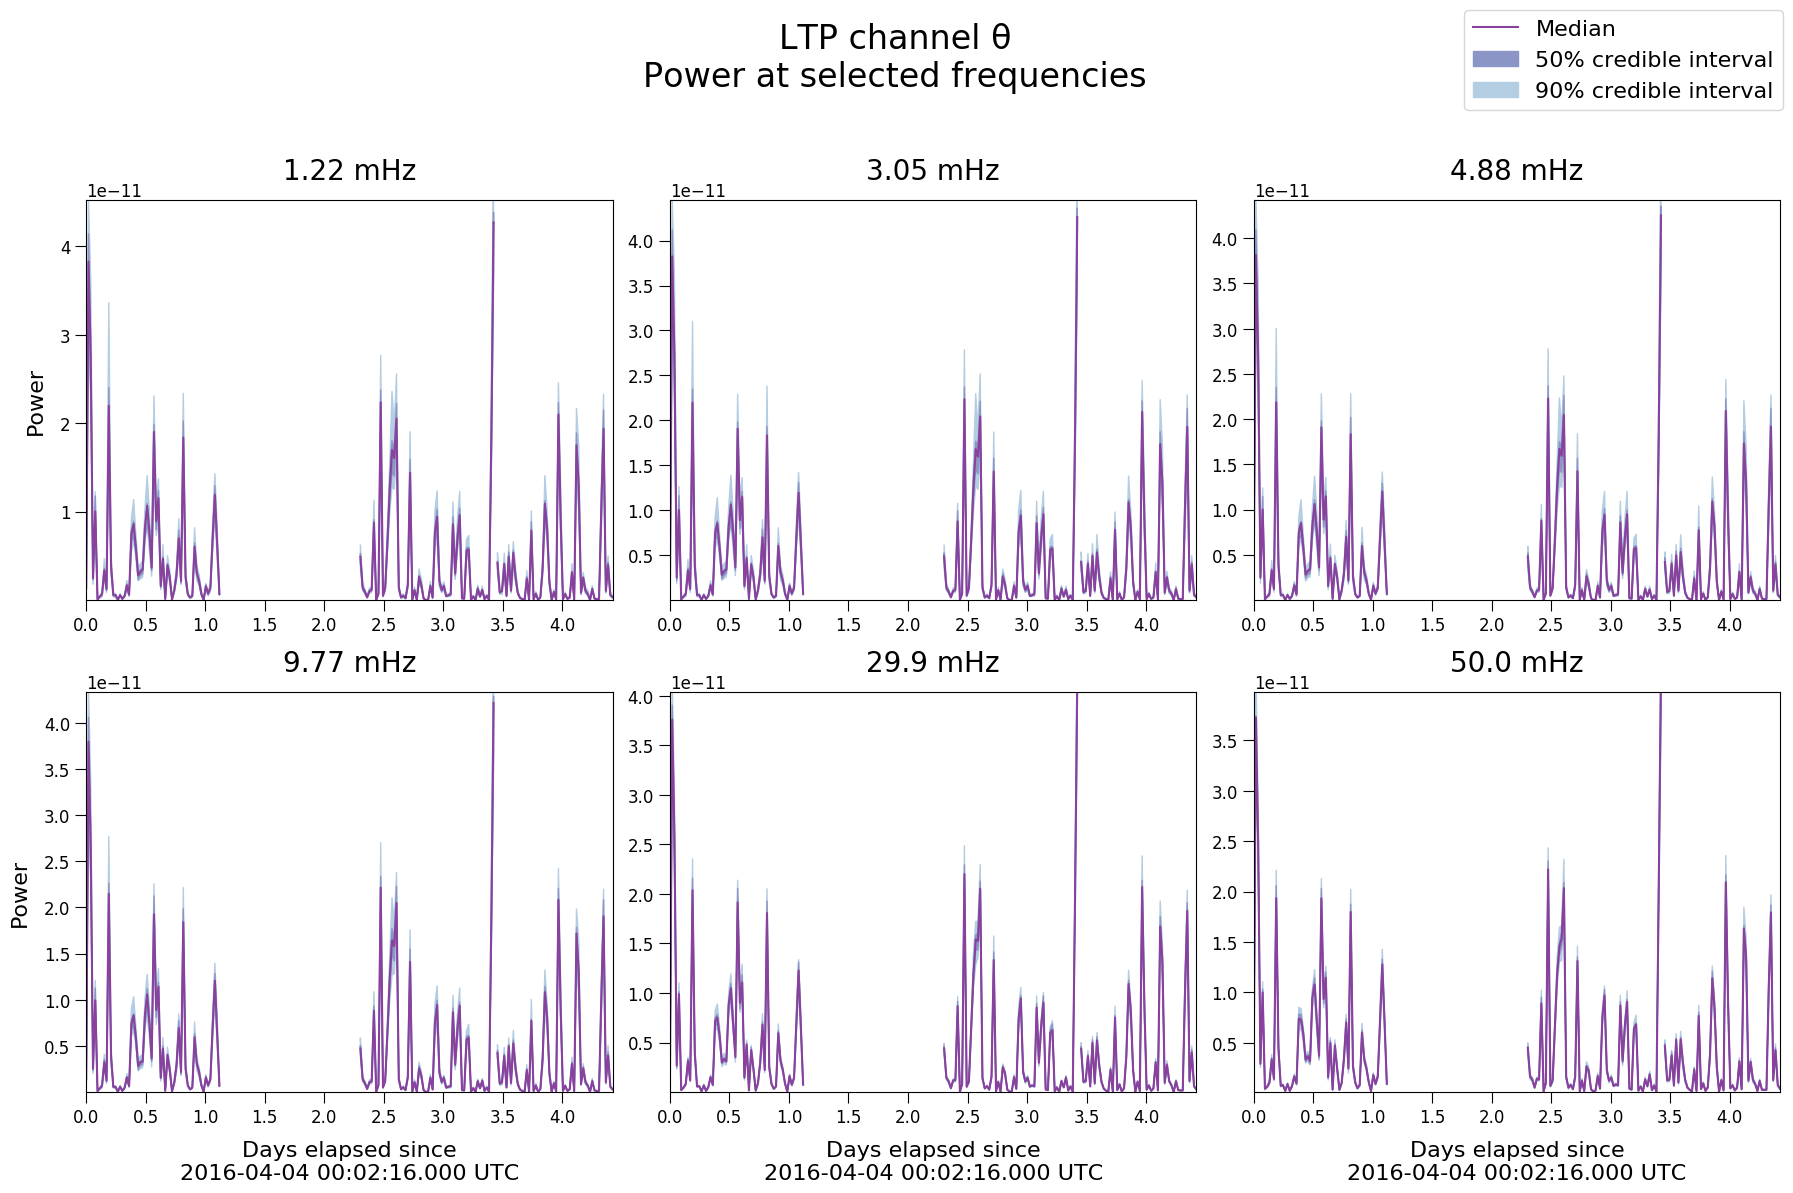 LTP channel θ
Power at selected frequencies
Median
50% credible interval
90% credible interval
1.22 mHz
1e−11
4
3
2
1
Power
0.0 0.5 1.0 1.5 2.0 2.5 3.0 3.5 4.0
3.05 mHz
1e−11
4.0
3.5
3.0
2.5
2.0
1.5
1.0
0.5
0.0 0.5 1.0 1.5 2.0 2.5 3.0 3.5 4.0
4.88 mHz
1e−11
4.0
3.5
3.0
2.5
2.0
1.5
1.0
0.5
0.0 0.5 1.0 1.5 2.0 2.5 3.0 3.5 4.0
9.77 mHz
1e−11
4.0
3.5
3.0
2.5
2.0
1.5
1.0
0.5
Power
0.0 0.5 1.0 1.5 2.0 2.5 3.0 3.5 4.0
Days elapsed since
2016-04-04 00:02:16.000 UTC
29.9 mHz
1e−11
4.0
3.5
3.0
2.5
2.0
1.5
1.0
0.5
0.0 0.5 1.0 1.5 2.0 2.5 3.0 3.5 4.0
Days elapsed since
2016-04-04 00:02:16.000 UTC
50.0 mHz
1e−11
3.5
3.0
2.5
2.0
1.5
1.0
0.5
0.0 0.5 1.0 1.5 2.0 2.5 3.0 3.5 4.0
Days elapsed since
2016-04-04 00:02:16.000 UTC